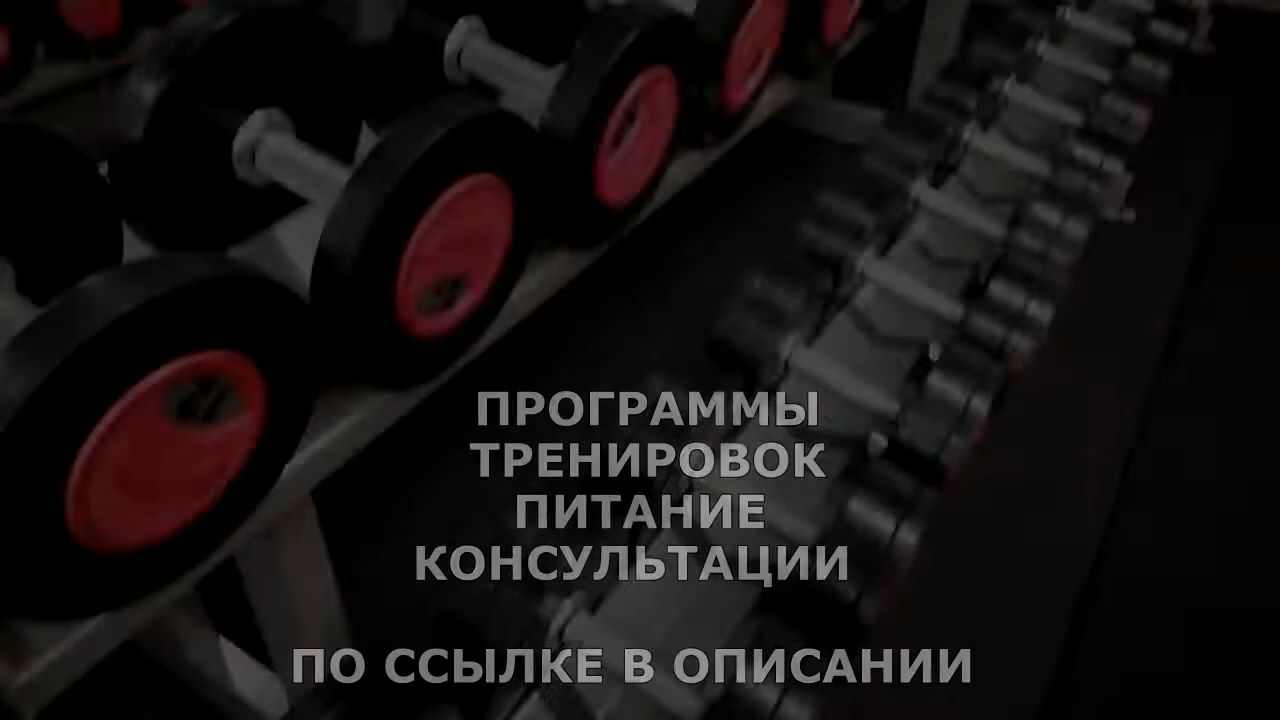 ПРОГРАММЫ
ТРЕНИРОВОК
ПИТАНИЕ
КОНСУЛЬТАЦИИ
ПО ССЫЛКЕ В ОПИСАНИИ